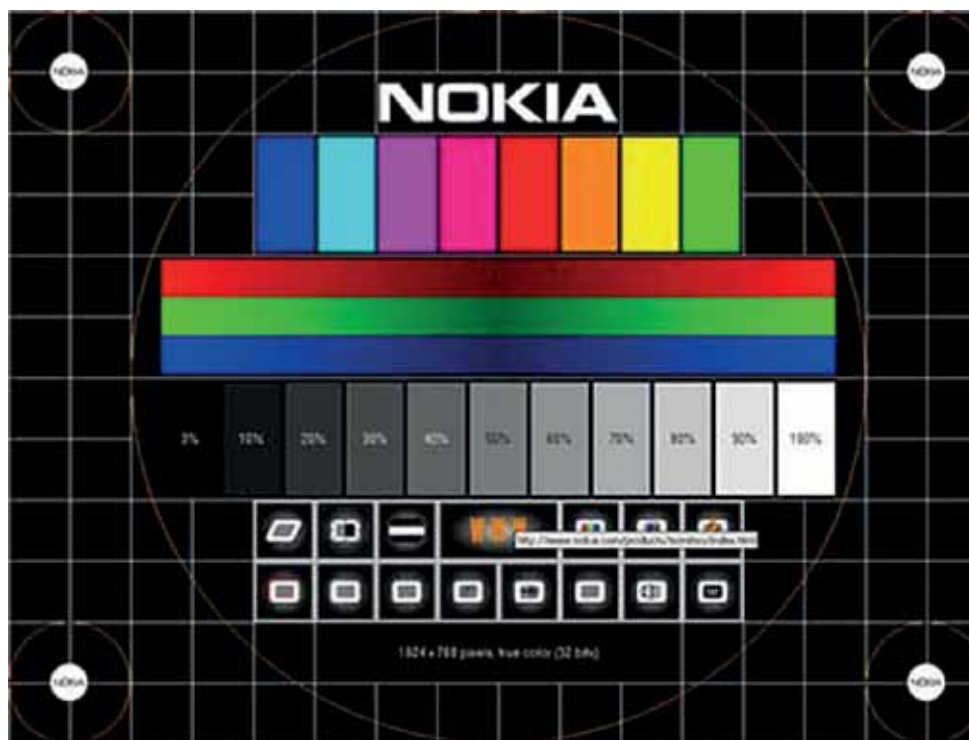 NOKIA NOKIA
NOKIA
3% 10% 20% 30% 40% 50% 60% 70% 80% 90% 100%
1024 x 768 pixels, true color (32 bits)
NOKIA NOKIA